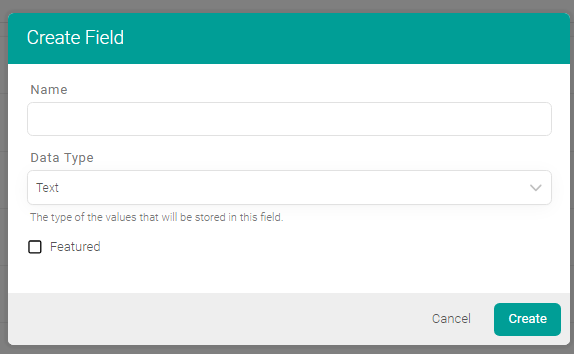 Create Field
Name
Data Type
Text
The type of the values that will be stored in this field.
Featured
Cancel
Create